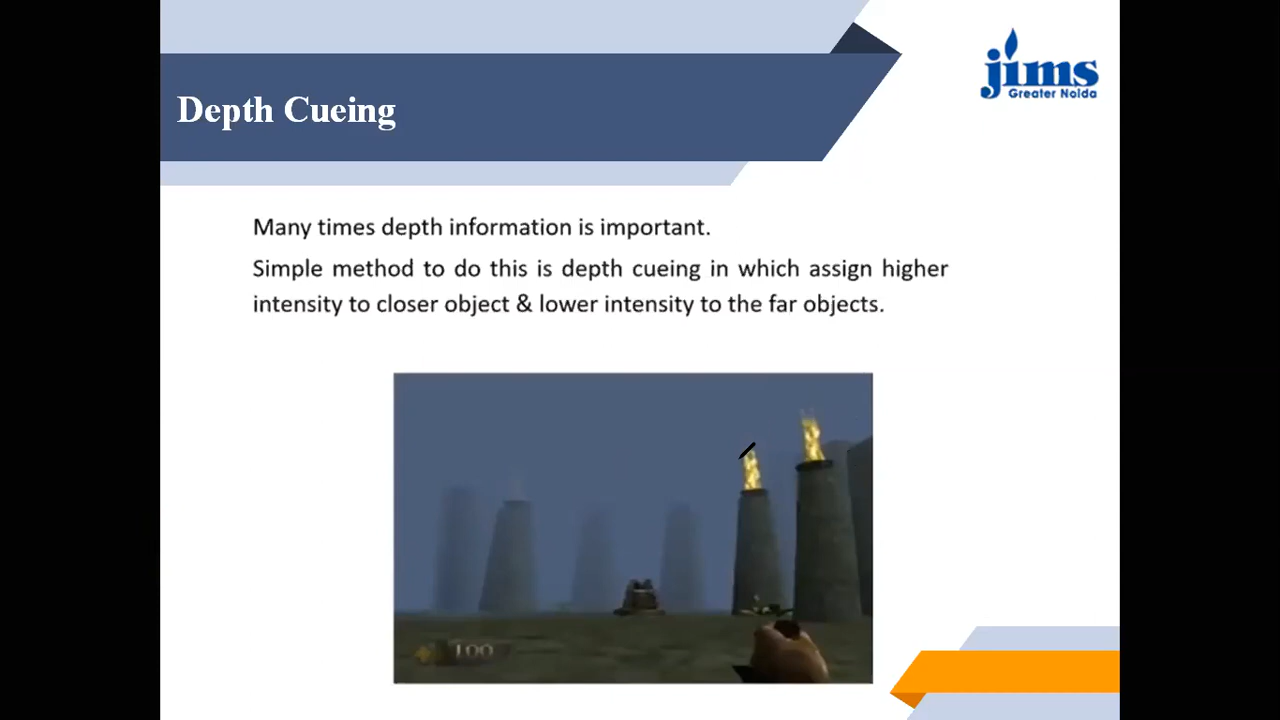 Depth Cueing
jims
Greater Noida
Many times depth information is important.
Simple method to do this is depth cueing in which assign higher
intensity to closer object & lower intensity to the far objects.
100